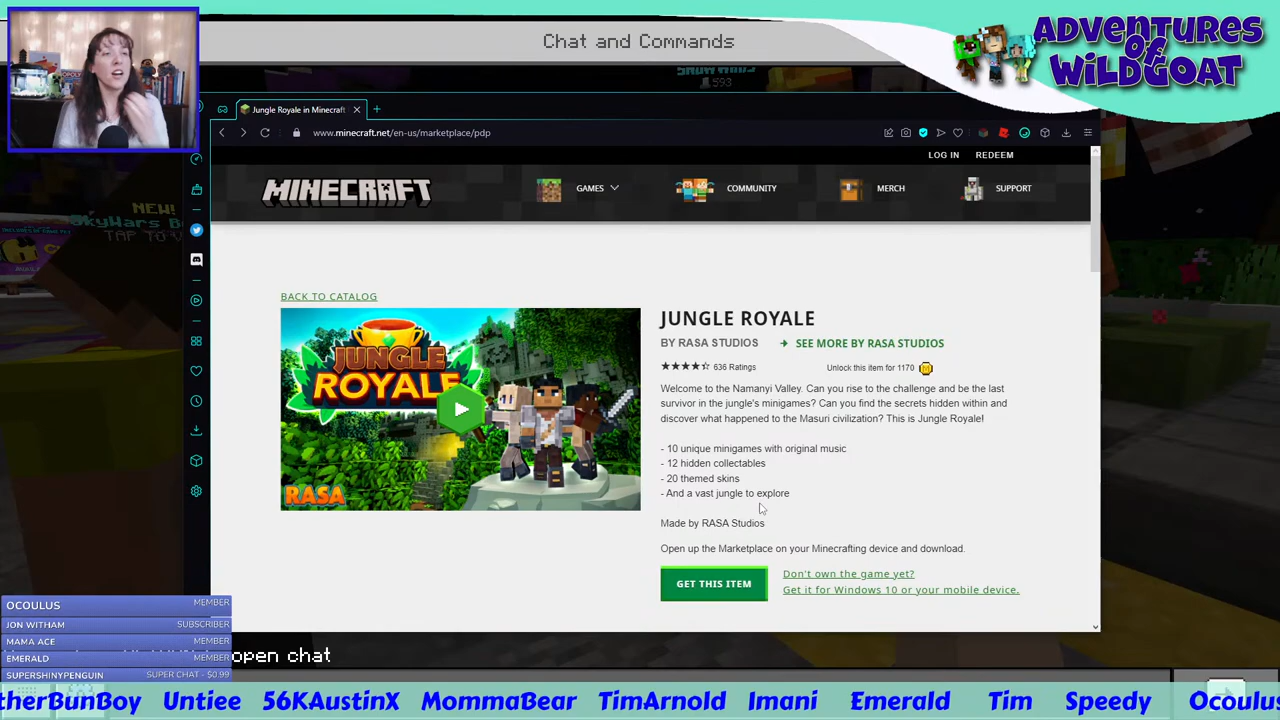 Chat and Commands
ADVENTURES
OF
WILDGOAT
593
Jungle Royale in Minecraft
www.minecraft.net/en-us/marketplace/pdp
LOG IN REDEEM
MINECRAFT GAMES COMMUNITY MERCH SUPPORT
NEW!
TAP TO
BACK TO CATALOG
JUNGLE
ROYALE
RASA
JUNGLE ROYALE
BY RASA STUDIOS SEE MORE BY RASA STUDIOS
636 Ratings Unlock this item for 1170
Welcome to the Namanyi Valley. Can you rise to the challenge and be the last
survivor in the jungle's minigames? Can you find the secrets hidden within and
discover what happened to the Masuri civilization? This is Jungle Royale!
- 10 unique minigames with original music
- 12 hidden collectables
- 20 themed skins
- And a vast jungle to explore
Made by RASA Studios
Open up the Marketplace on your Minecrafting device and download.
GET THIS ITEM
Don't own the game yet?
Get it for Windows 10 or your mobile device.
OCOULUS MEMBER
JON WITHAM SUBSCRIBER
MAMA ACE MEMBER
EMERALD MEMBER
SUPERSHINYPENGUIN SUPER CHAT - $0.99
open chat
therBunBoy Untiee 56KAustinX MommaBear TimArnold Imani Emerald Tim Speedy Oculus